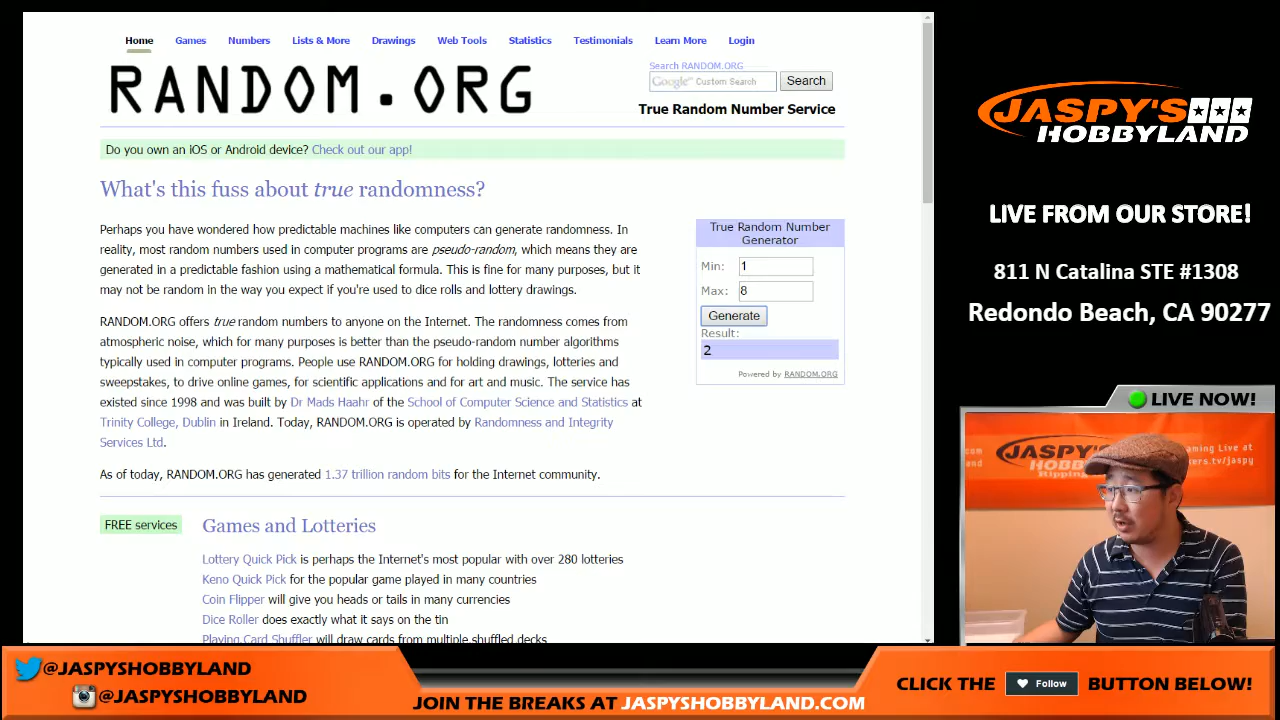 Home Games Numbers Lists & More Drawings Web Tools Statistics Testimonials Learn More Login
RANDOM.ORG
Search RANDOM.ORG
Google™ Custom Search Search
True Random Number Service
Do you own an iOS or Android device? Check out our app!
What's this fuss about true randomness?
Perhaps you have wondered how predictable machines like computers can generate randomness. In
reality, most random numbers used in computer programs are pseudo-random, which means they are
generated in a predictable fashion using a mathematical formula. This is fine for many purposes, but it
may not be random in the way you expect if you're used to dice rolls and lottery drawings.
RANDOM.ORG offers true random numbers to anyone on the Internet. The randomness comes from
atmospheric noise, which for many purposes is better than the pseudo-random number algorithms
typically used in computer programs. People use RANDOM.ORG for holding drawings, lotteries and
sweepstakes, to drive online games, for scientific applications and for art and music. The service has
existed since 1998 and was built by Dr Mads Haahr of the School of Computer Science and Statistics at
Trinity College, Dublin in Ireland. Today, RANDOM.ORG is operated by Randomness and Integrity
Services Ltd.
As of today, RANDOM.ORG has generated 1.37 trillion random bits for the Internet community.
True Random Number
Generator
Min: 1
Max: 8
Generate
Result:
2
Powered by RANDOM.ORG
FREE services
Games and Lotteries
Lottery Quick Pick is perhaps the Internet's most popular with over 280 lotteries
Keno Quick Pick for the popular game played in many countries
Coin Flipper will give you heads or tails in many currencies
Dice Roller does exactly what it says on the tin
Playing Card Shuffler will draw cards from multiple shuffled decks
JASPY'S
HOBBYLAND
LIVE FROM OUR STORE!
811 N Catalina STE #1308
Redondo Beach, CA 90277
LIVE NOW!
JASPY'S
.com
and
Ripping
aming Live at
kers.tv/jaspy
@JASPYSHOBBYLAND
@JASPYSHOBBYLAND
JOIN THE BREAKS AT JASPYSHOBBYLAND.COM
CLICK THE Follow BUTTON BELOW!